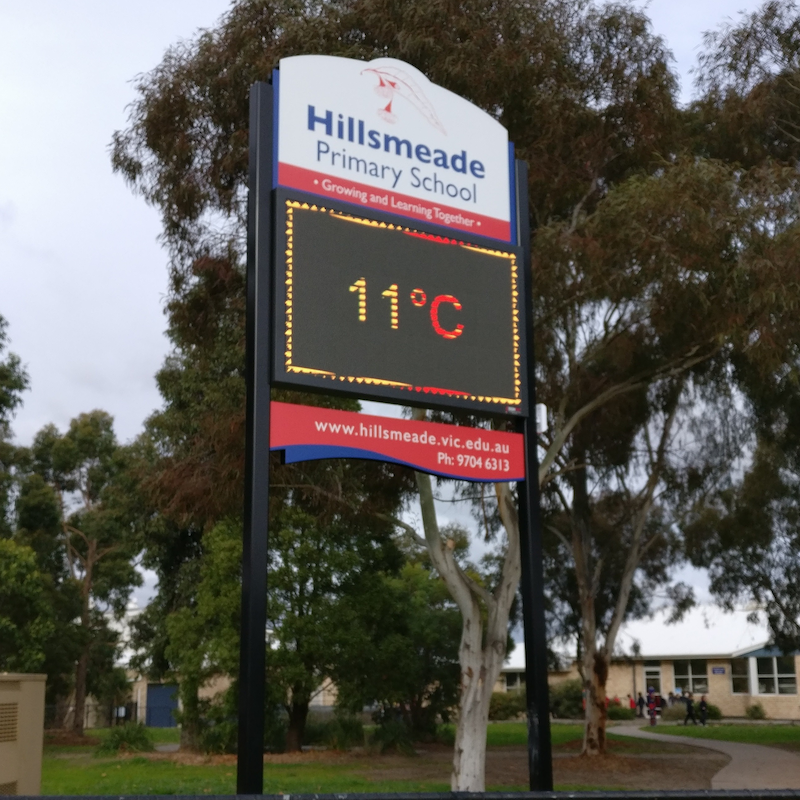 Hillsmeade
Primary School
• Growing and Learning Together •
11°C
www.hillsmeade.vic.edu.au
Ph: 9704 6313